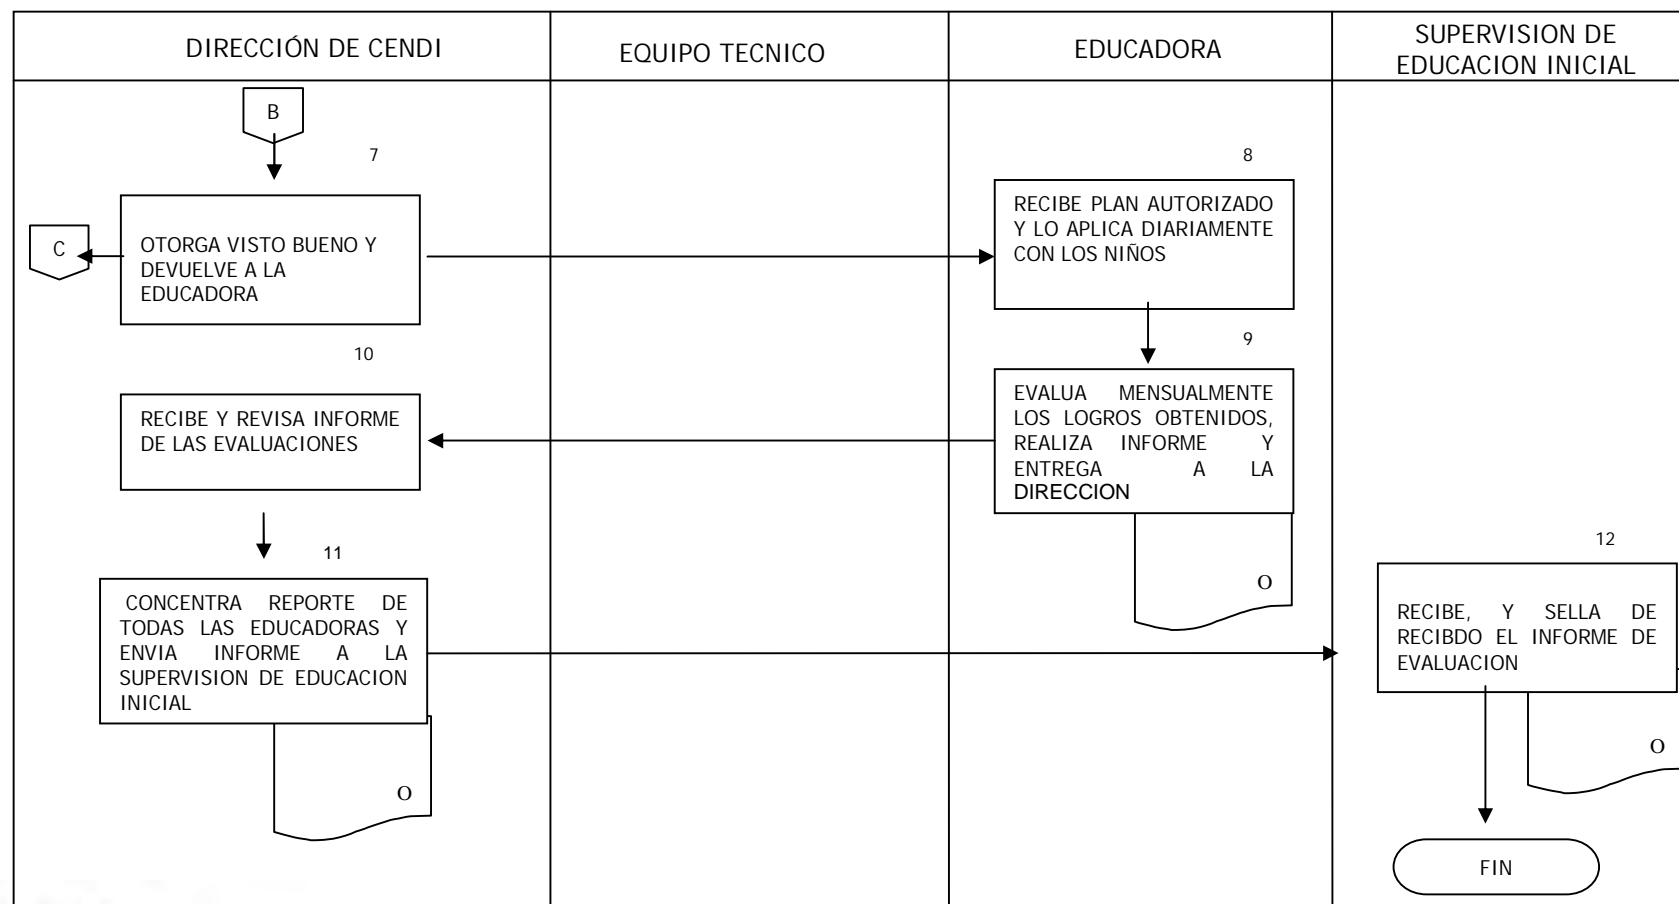 DIRECCIÓN DE CENDI
EQUIPO TECNICO
EDUCADORA
SUPERVISION DE
EDUCACION INICIAL
B
7
C
OTORGA VISTO BUENO Y
DEVUELVE A LA
EDUCADORA
8
RECIBE PLAN AUTORIZADO
Y LO APLICA DIARIAMENTE
CON LOS NIÑOS
9
EVALUA MENSUALMENTE
LOS LOGROS OBTENIDOS,
REALIZA INFORME Y
ENTREGA A LA
DIRECCION
O
10
RECIBE Y REVISA INFORME
DE LAS EVALUACIONES
11
CONCENTRA REPORTE DE
TODAS LAS EDUCADORAS Y
ENVIA INFORME A LA
SUPERVISION DE EDUCACION
INICIAL
O
12
RECIBE, Y SELLA DE
RECIBDO EL INFORME DE
EVALUACION
O
FIN